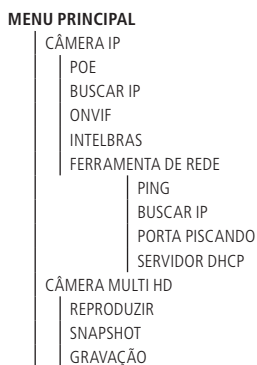 MENU PRINCIPAL
CÂMERA IP
POE
BUSCAR IP
ONVIF
INTELBRAS
FERRAMENTA DE REDE
PING
BUSCAR IP
PORTA PISCANDO
SERVIDOR DHCP
CÂMERA MULTI HD
REPRODUZIR
SNAPSHOT
GRAVAÇÃO